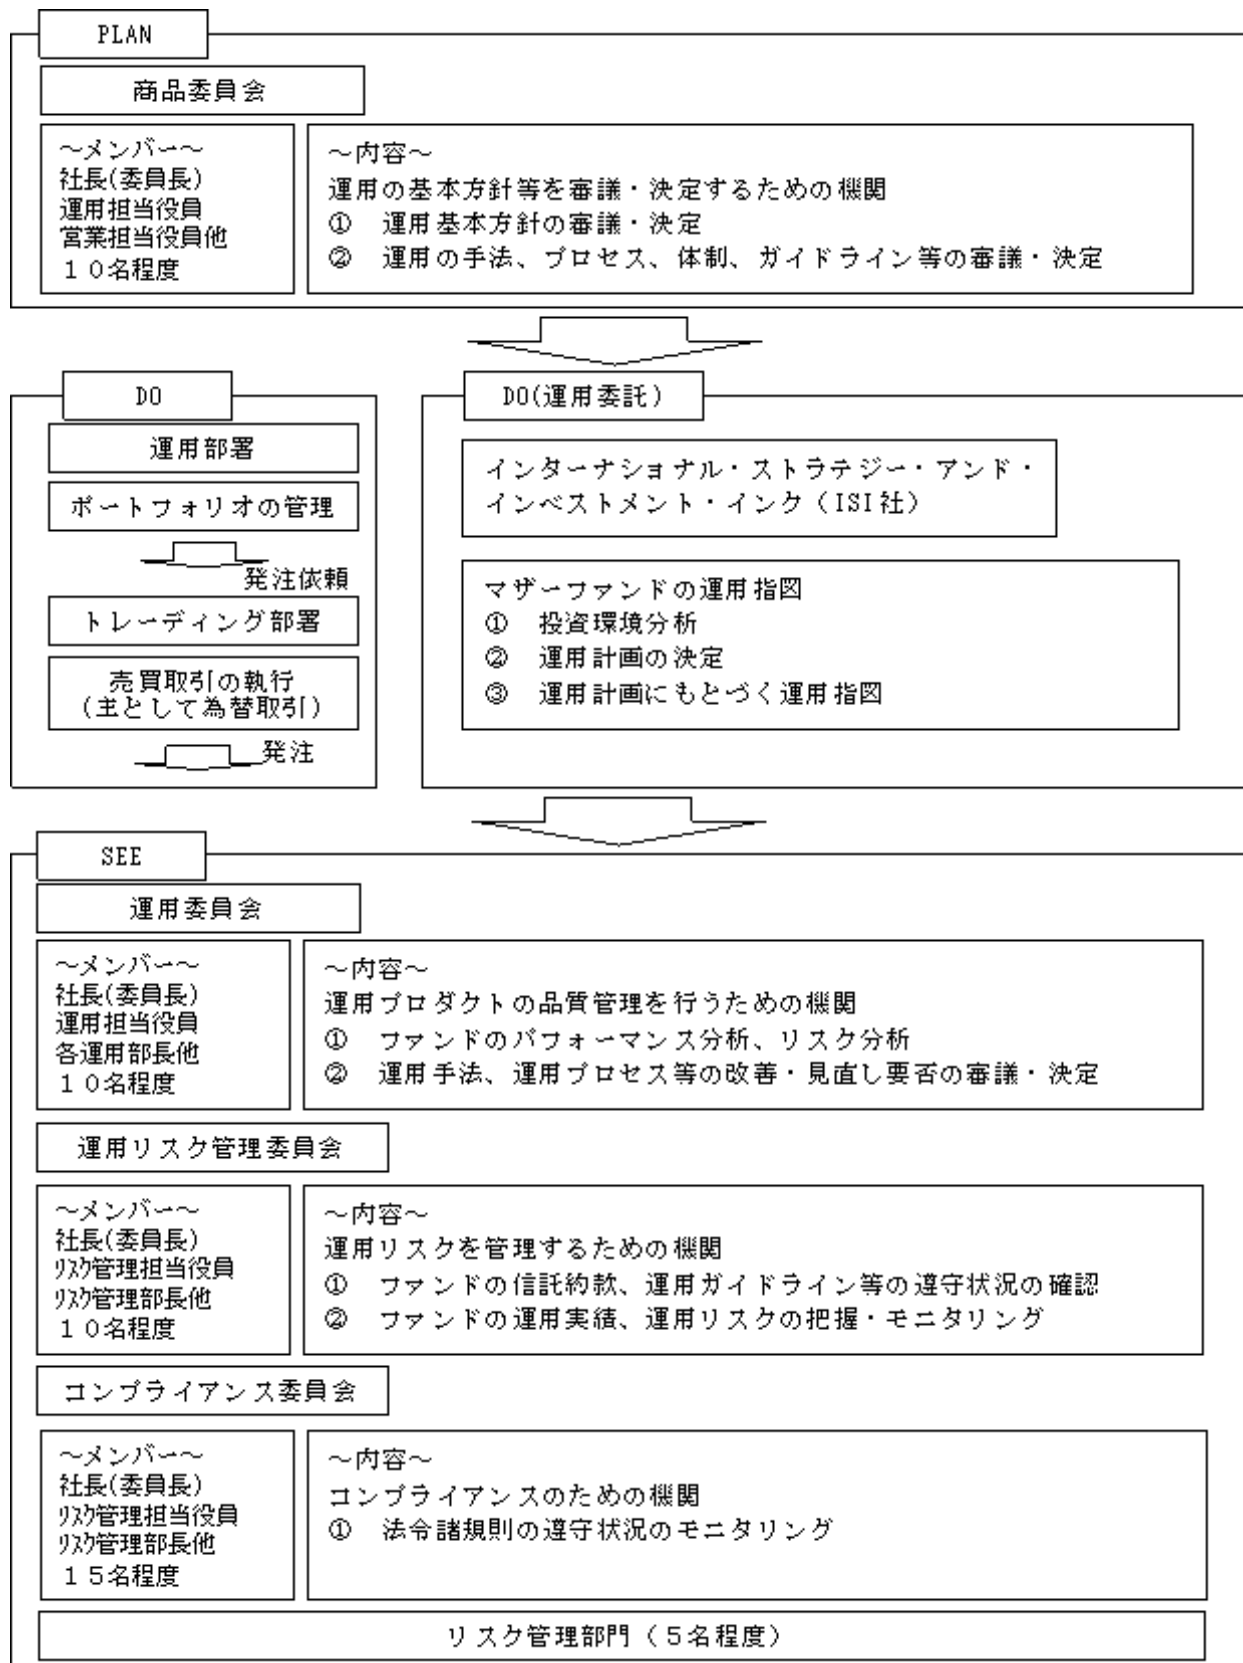 PLAN
商品委員会
～メンバー～
社長(委員長)
運用担当役員
営業担当役員他
１０名程度
～内容～
運用の基本方針等を審議・決定するための機関
①　運用基本方針の審議・決定
②　運用の手法、プロセス、体制、ガイドライン等の審議・決定
DO
運用部署
ポートフォリオの管理
発注依頼
トレーディング部署
売買取引の執行
(主として為替取引)
発注
DO(運用委託)
インターナショナル・ストラテジー・アンド・
インベストメント・インク（ISI社）
マザーファンドの運用指図
①　投資環境分析
②　運用計画の決定
③　運用計画にもとづく運用指図
SEE
運用委員会
～メンバー～
社長(委員長)
運用担当役員
各運用部長他
１０名程度
～内容～
運用プロダクトの品質管理を行うための機関
①　ファンドのパフォーマンス分析、リスク分析
②　運用手法、運用プロセス等の改善・見直し要否の審議・決定
運用リスク管理委員会
～メンバー～
社長(委員長)
ﾘｽｸ管理担当役員
ﾘｽｸ管理部長他
１０名程度
～内容～
運用リスクを管理するための機関
①　ファンドの信託約款、運用ガイドライン等の遵守状況の確認
②　ファンドの運用実績、運用リスクの把握・モニタリング
コンプライアンス委員会
～メンバー～
社長(委員長)
ﾘｽｸ管理担当役員
ﾘｽｸ管理部長他
１５名程度
～内容～
コンプライアンスのための機関
①　法令諸規則の遵守状況のモニタリング
リスク管理部門（５名程度）